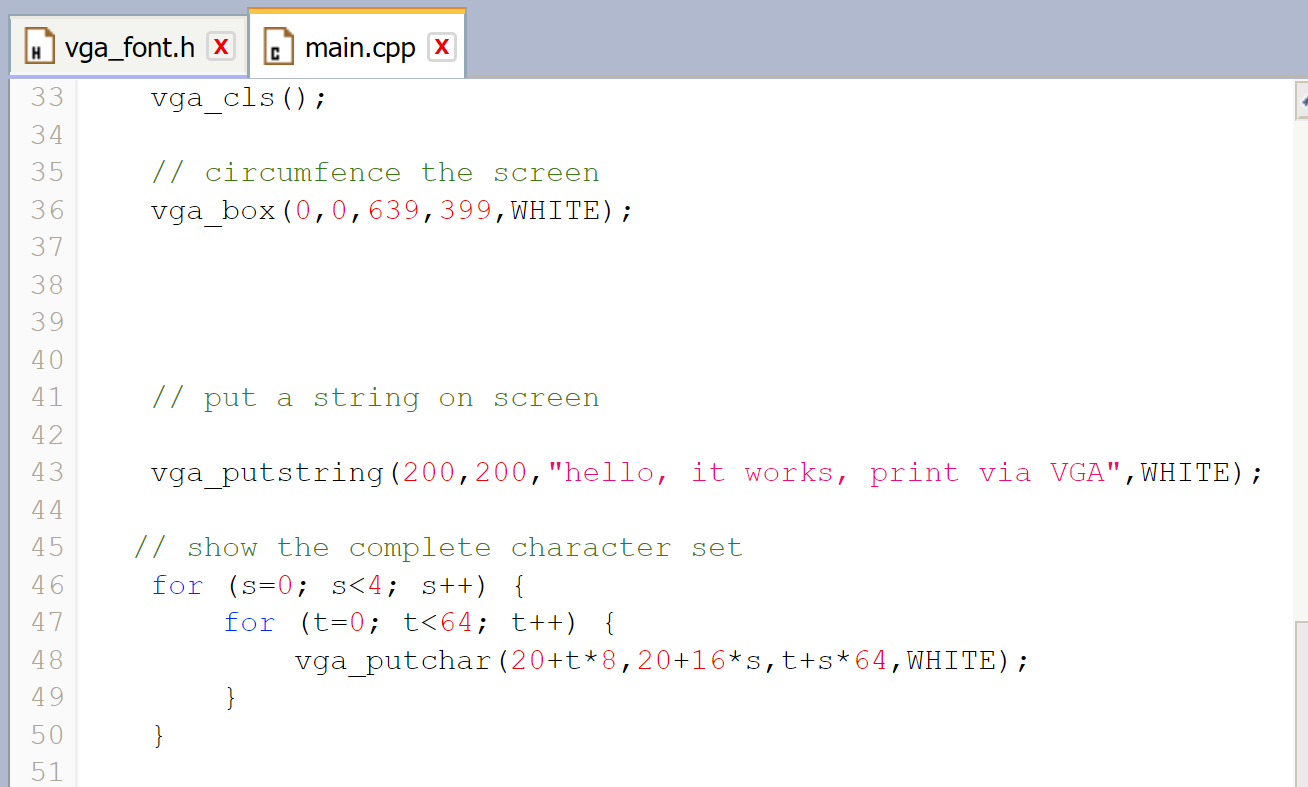 vga_font.h X main.cpp X
33 vga_cls();
34
35 // circumfence the screen
36 vga_box(0,0,639,399,WHITE);
37
38
39
40
41 // put a string on screen
42
43 vga_putstring(200,200,"hello, it works, print via VGA",WHITE);
44
45 // show the complete character set
46 for (s=0; s<4; s++) {
47 for (t=0; t<64; t++) {
48 vga_putchar(20+t*8,20+16*s,t+s*64,WHITE);
49 }
50 }
51